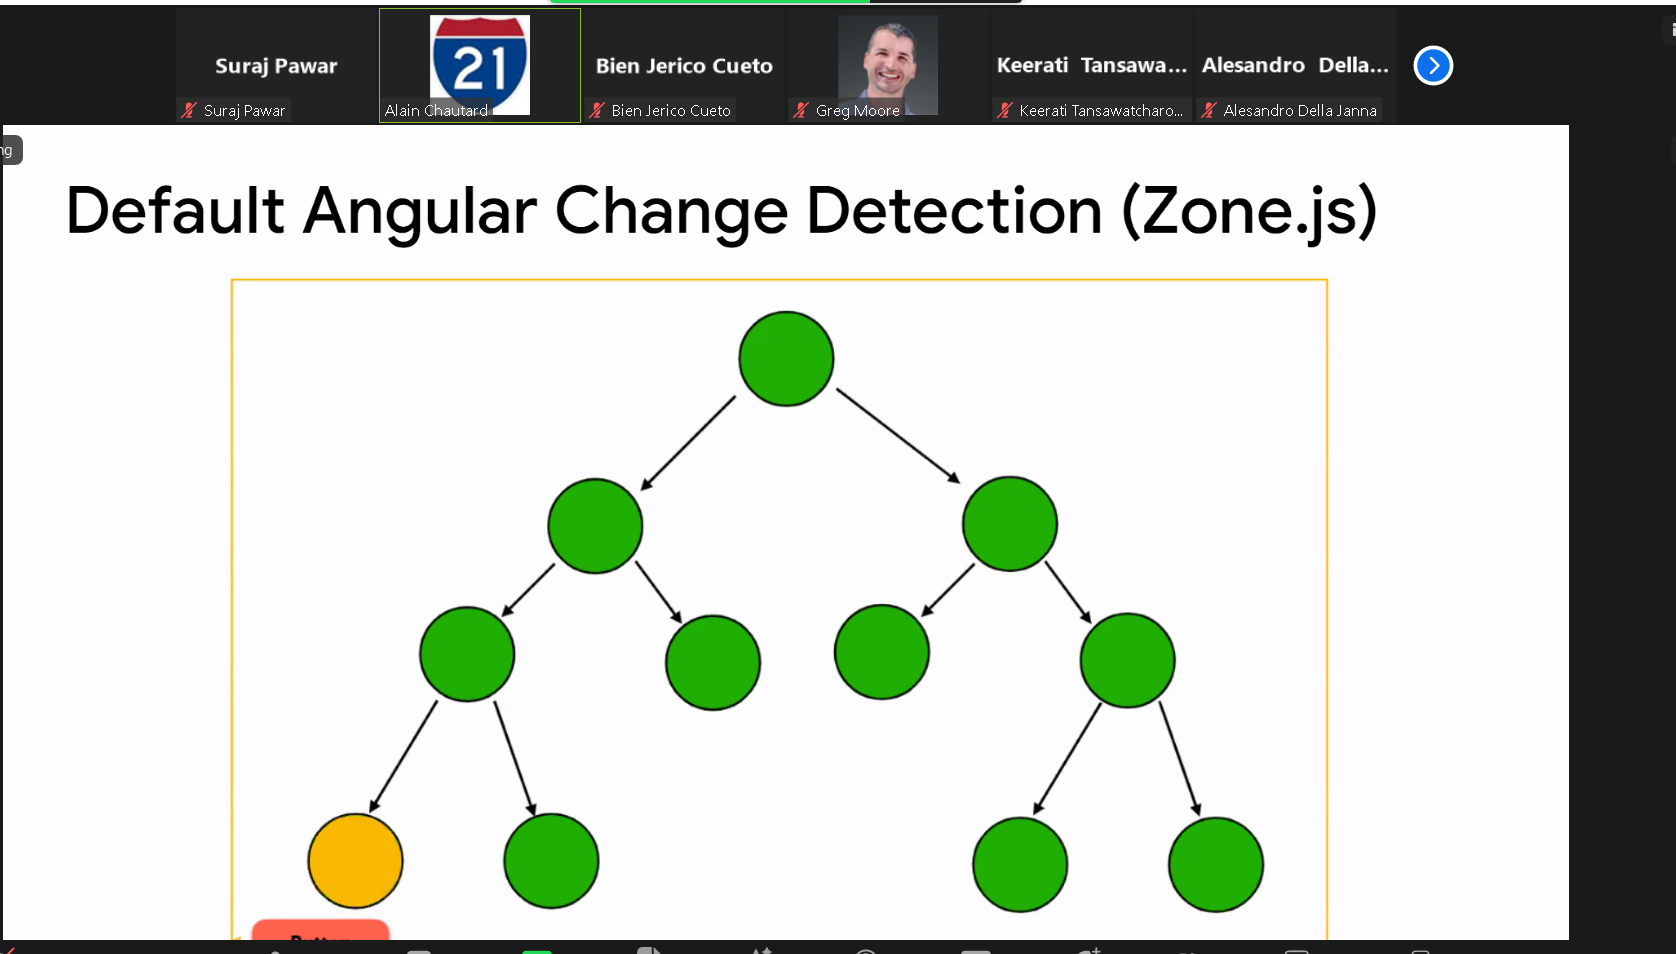 Suraj Pawar
21
Bien Jerico Cueto
Keerati Tansawa...
Alesandro Della...
Suraj Pawar
Alain Chautard
Bien Jerico Cueto
Greg Moore
Keerati Tansawatcharo...
Alesandro Della Janna
ng
Default Angular Change Detection (Zone.js)